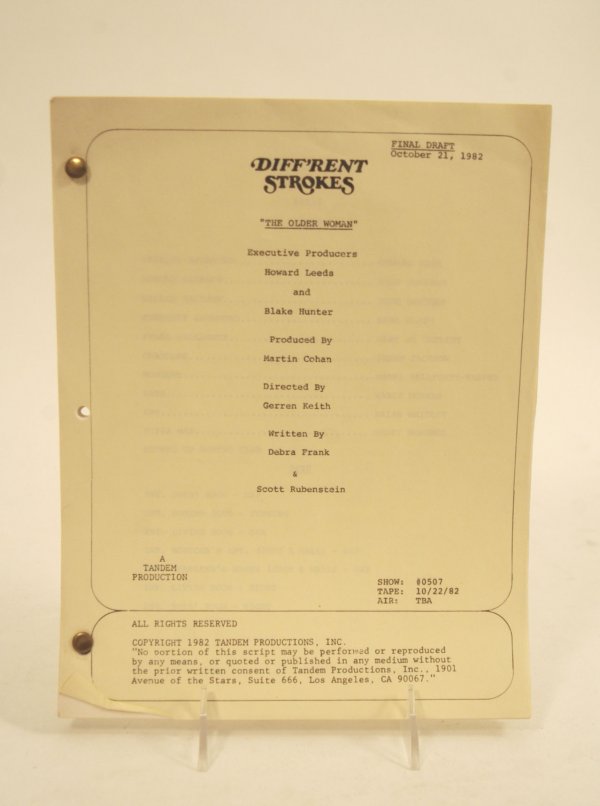 FINAL DRAFT
October 21, 1982
DIFF'RENT
STROKES
"THE OLDER WOMAN"
Executive Producers
Howard Leeds
and
Blake Hunter
Produced By
Martin Cohan
Directed By
Gerren Keith
Written By
Debra Frank
&
Scott Rubenstein
A
TANDEM
PRODUCTION
SHOW: #0507
TAPE: 10/22/82
AIR: TBA
ALL RIGHTS RESERVED
COPYRIGHT 1982 TANDEM PRODUCTIONS, INC.
"No portion of this script may be performed or reproduced
by any means, or quoted or published in any medium without
the prior written consent of Tandem Productions, Inc., 1901
Avenue of the Stars, Suite 666, Los Angeles, CA 90067."